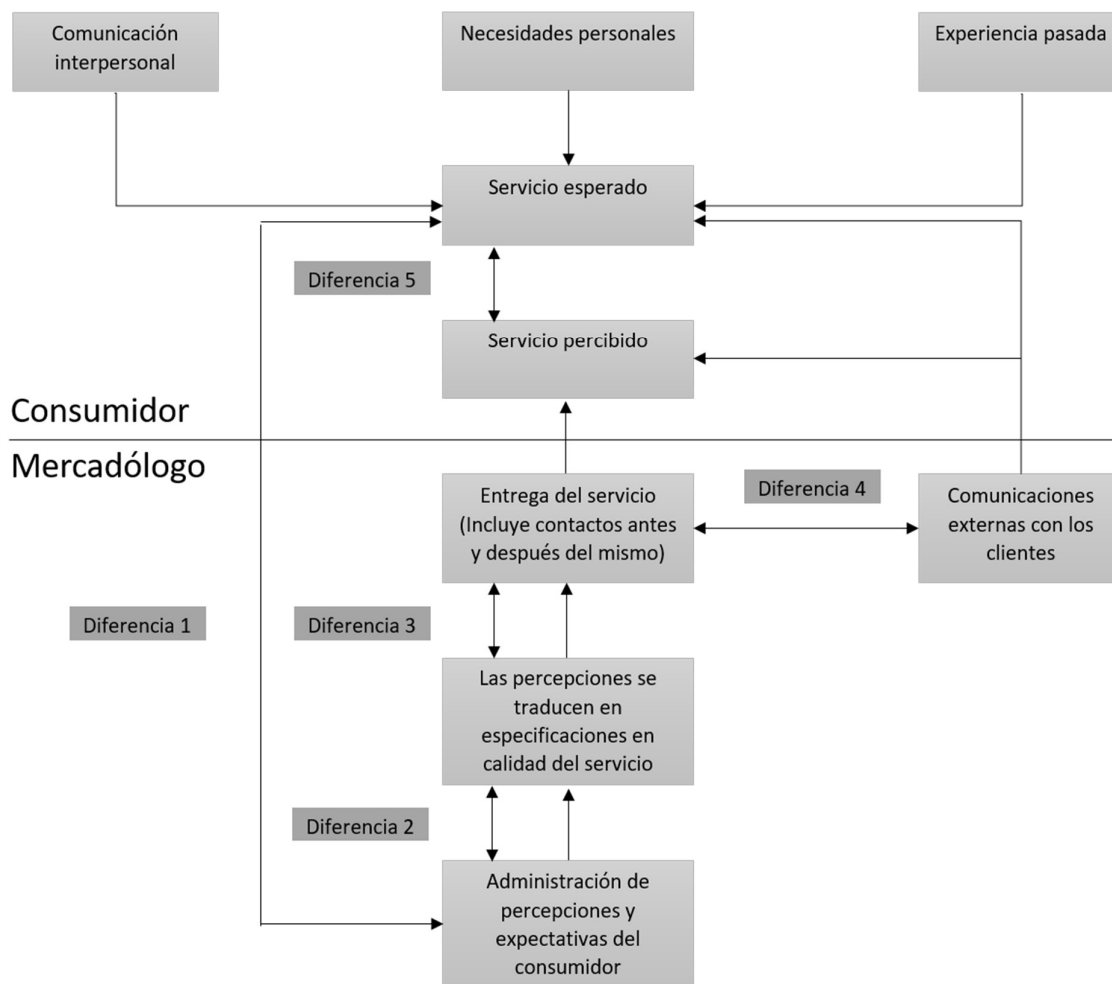 Comunicación
interpersonal
Necesidades personales
Experiencia pasada
Servicio esperado
Diferencia 5
Servicio percibido
Consumidor
Mercadólogo
Entrega del servicio
(Incluye contactos antes
y después del mismo)
Diferencia 4
Comunicaciones
externas con los
clientes
Diferencia 1
Diferencia 3
Las percepciones se
traducen en
especificaciones en
calidad del servicio
Diferencia 2
Administración de
percepciones y
expectativas del
consumidor